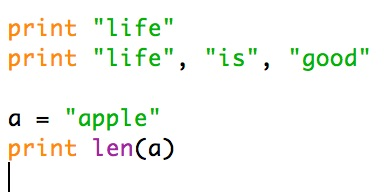 print "life"
print "life", "is", "good"
a = "apple"
print len(a)